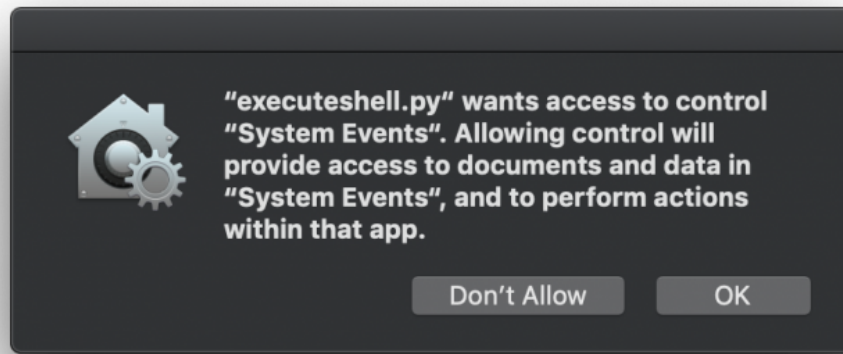 “executeshell.py“ wants access to control
“System Events“. Allowing control will
provide access to documents and data in
“System Events“, and to perform actions
within that app.
Don’t Allow
OK